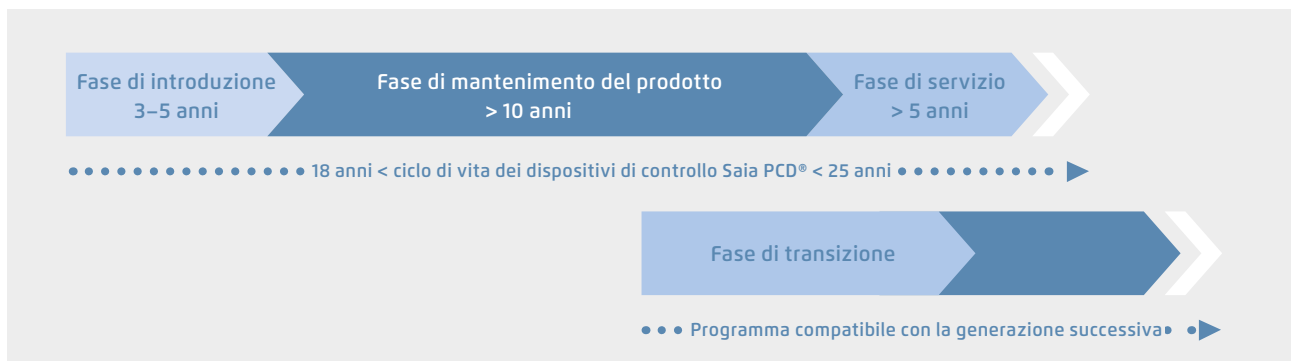 Fase di introduzione
3–5 anni
Fase di mantenimento del prodotto
> 10 anni
Fase di servizio
> 5 anni
18 anni < ciclo di vita dei dispositivi di controllo Saia PCD® < 25 anni
Fase di transizione
Programma compatibile con la generazione successiva